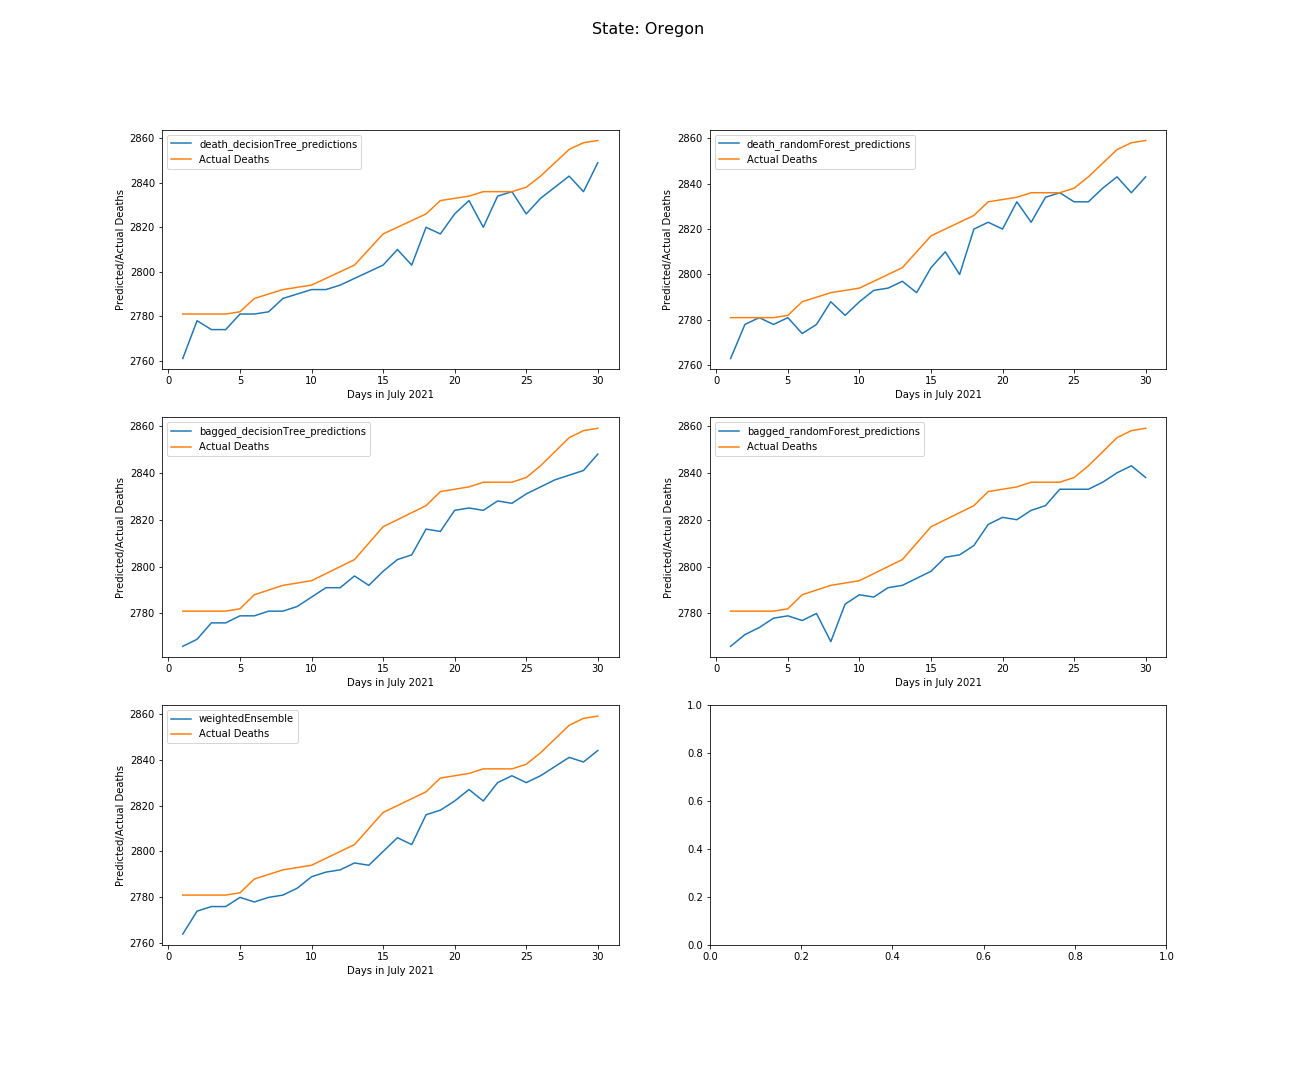 State: Oregon
2860
2840
2820
2800
2780
2760
Predicted/Actual Deaths
death_decisionTree_predictions
Actual Deaths
0 5 10 15 20 25 30
Days in July 2021
2860
2840
2820
2800
2780
2760
Predicted/Actual Deaths
death_randomForest_predictions
Actual Deaths
0 5 10 15 20 25 30
Days in July 2021
2860
2840
2820
2800
2780
Predicted/Actual Deaths
bagged_decisionTree_predictions
Actual Deaths
0 5 10 15 20 25 30
Days in July 2021
2860
2840
2820
2800
2780
Predicted/Actual Deaths
bagged_randomForest_predictions
Actual Deaths
0 5 10 15 20 25 30
Days in July 2021
2860
2840
2820
2800
2780
2760
Predicted/Actual Deaths
weightedEnsemble
Actual Deaths
0 5 10 15 20 25 30
Days in July 2021
1.0
0.8
0.6
0.4
0.2
0.0
0.0 0.2 0.4 0.6 0.8 1.0